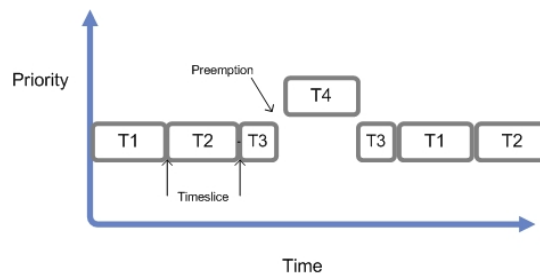 Priority
Preemption
T4
T1 T2 T3 T3 T1 T2
Timeslice
Time